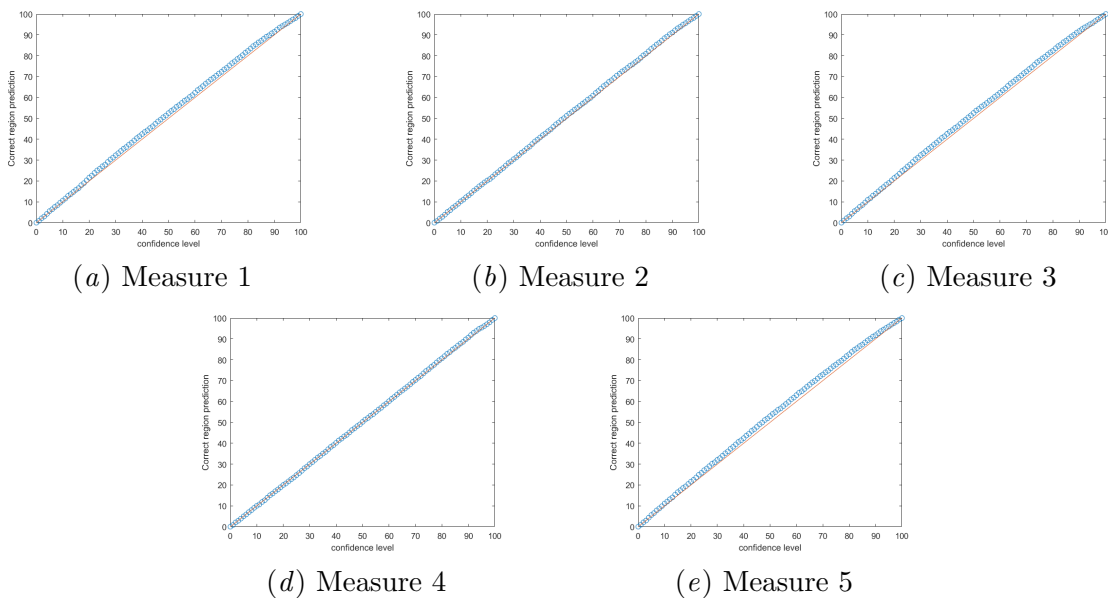 100
90
80
70
60
50
40
30
20
10
0
Correct region prediction
0 10 20 30 40 50 60 70 80 90 100
confidence level
(a) Measure 1
100
90
80
70
60
50
40
30
20
10
0
Correct region prediction
0 10 20 30 40 50 60 70 80 90 100
confidence level
(b) Measure 2
100
90
80
70
60
50
40
30
20
10
0
Correct region prediction
0 10 20 30 40 50 60 70 80 90 100
confidence level
(c) Measure 3
100
90
80
70
60
50
40
30
20
10
0
Correct region prediction
0 10 20 30 40 50 60 70 80 90 100
confidence level
(d) Measure 4
100
90
80
70
60
50
40
30
20
10
0
Correct region prediction
0 10 20 30 40 50 60 70 80 90 100
confidence level
(e) Measure 5